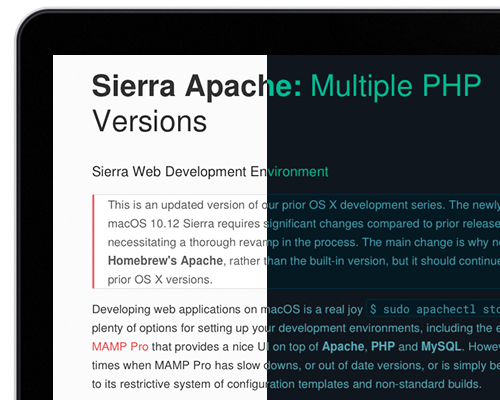 Sierra Apache: Multiple PHP
Versions
Sierra Web Development Environment
This is an updated version of our prior OS X development series. The newly
macOS 10.12 Sierra requires significant changes compared to prior release
necessitating a thorough revamp in the process. The main change is why
Homebrew's Apache, rather than the built-in version, but it should continue
prior OS X versions.
Developing web applications on macOS is a real joy $ sudo apachectl
plenty of options for setting up your development environments, including the
MAMP Pro that provides a nice UI on top of Apache, PHP and MySQL.
times when MAMP Pro has slow downs, or out of date versions, or is simply
to its restrictive system of configuration templates and non-standard builds.